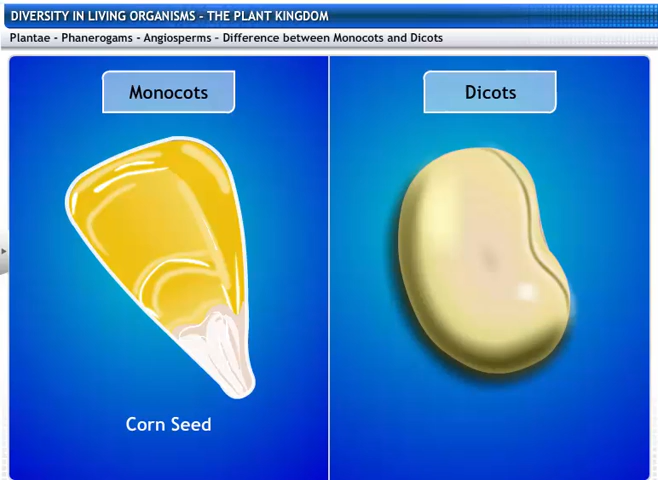 DIVERSITY IN LIVING ORGANISMS - THE PLANT KINGDOM
Plantae - Phanerogams - Angiosperms - Difference between Monocots and Dicots
Monocots
Dicots
Corn Seed